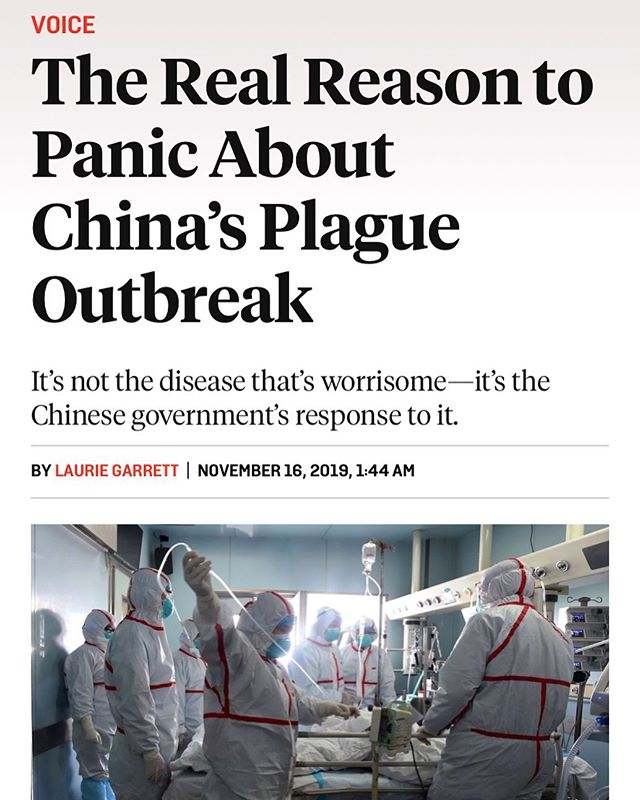 VOICE
The Real Reason to
Panic About
China’s Plague
Outbreak
It’s not the disease that’s worrisome—it’s the
Chinese government’s response to it.
BY LAURIE GARRETT | NOVEMBER 16, 2019, 1:44 AM